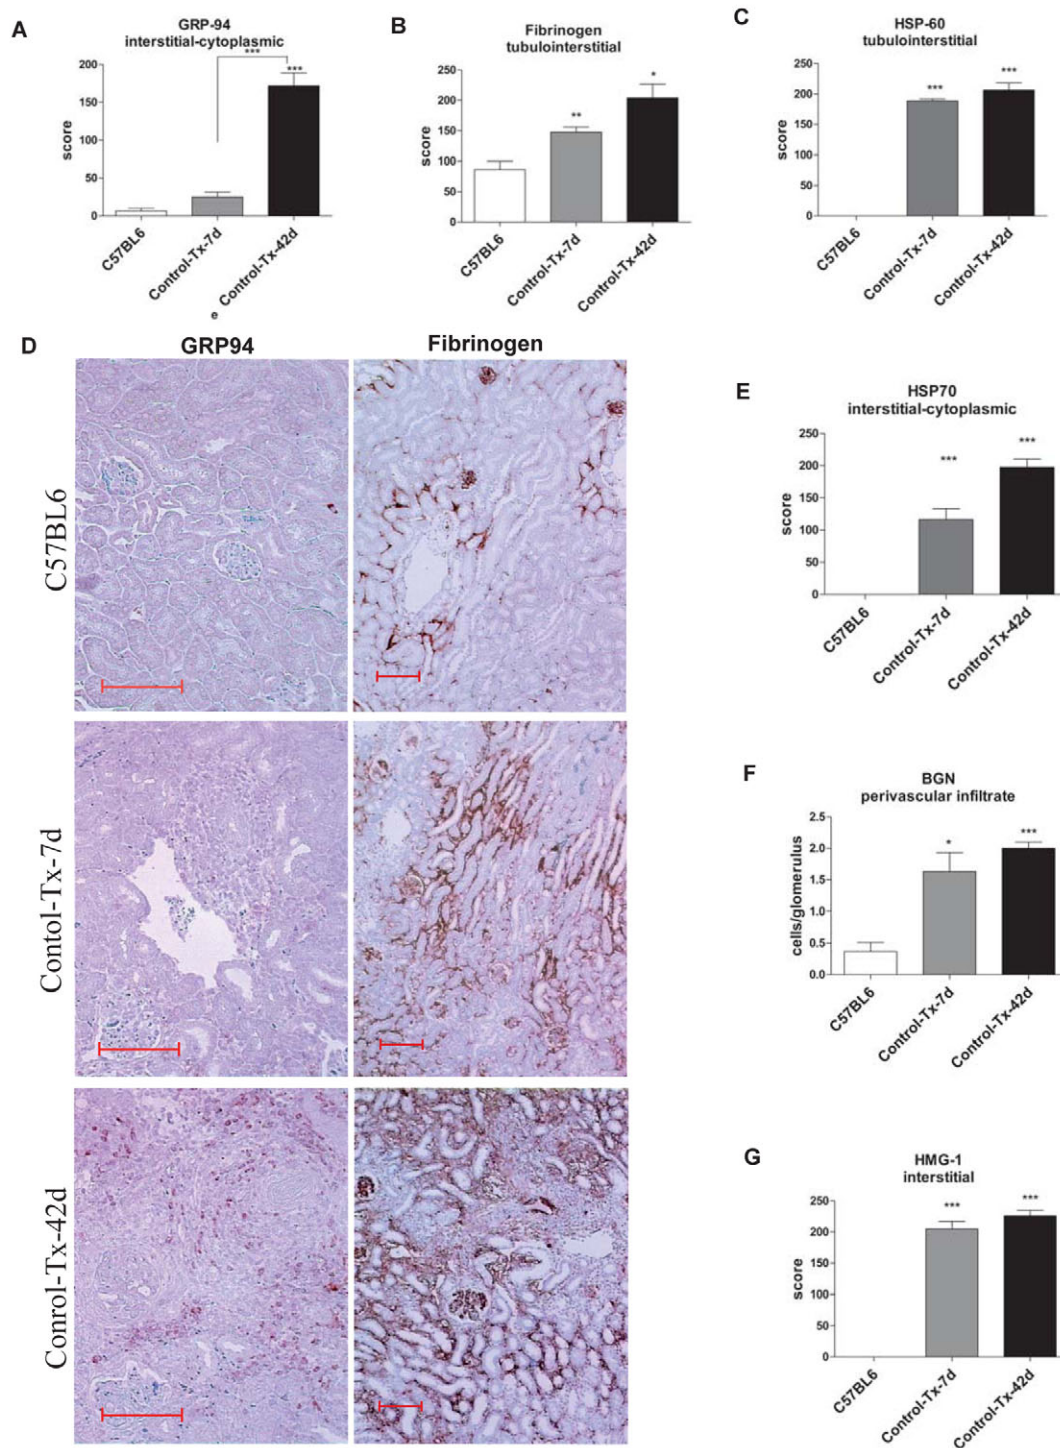 A
GRP-94
interstitial-cytoplasmic
***
***
score
200
150
100
50
0
C57BL6
Control-Tx-7d
Control-Tx-42d
e
B
Fibrinogen
tubulointerstitial
**
*
score
250
200
150
100
50
0
C57BL6
Control-Tx-7d
Control-Tx-42d
C
HSP-60
tubulointerstitial
***
***
score
250
200
150
100
50
0
C57BL6
Control-Tx-7d
Control-Tx-42d
D
GRP94
Fibrinogen
C57BL6
Contol-Tx-7d
Conrol-Tx-42d
E
HSP70
interstitial-cytoplasmic
***
***
score
250
200
150
100
50
0
C57BL6
Control-Tx-7d
Control-Tx-42d
F
BGN
perivascular infiltrate
*
***
cells/glomerulus
2.5
2.0
1.5
1.0
0.5
0.0
C57BL6
Control-Tx-7d
Control-Tx-42d
G
HMG-1
interstitial
***
***
score
250
200
150
100
50
0
C57BL6
Control-Tx-7d
Control-Tx-42d